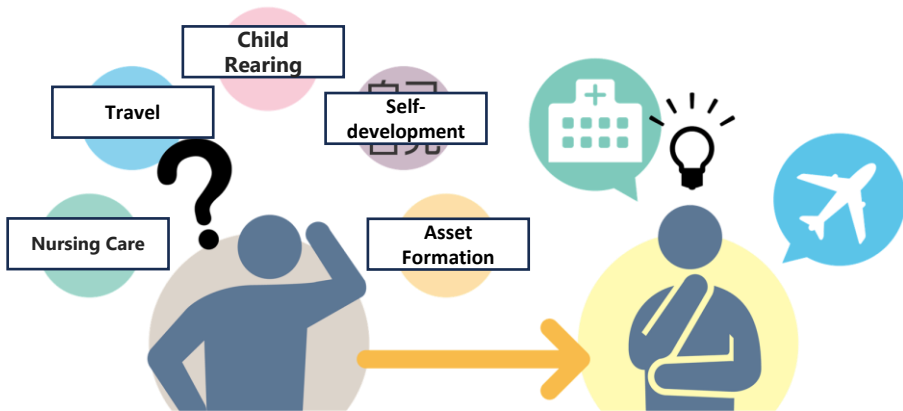 Child
Rearing
Travel
Self-
development
Nursing Care
Asset
Formation